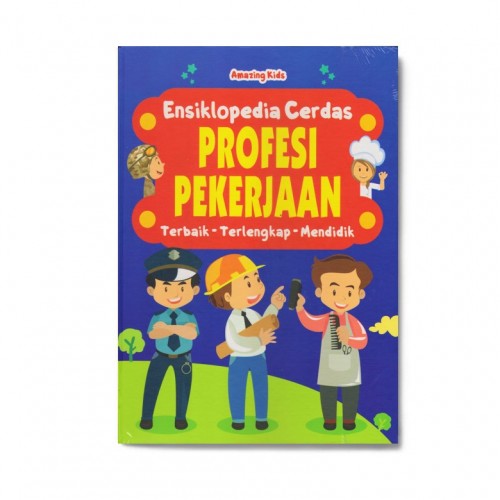 Amazing Kids
Ensiklopedia Cerdas
PROFESI
PEKERJAAN
Terbaik - Terlengkap - Mendidik